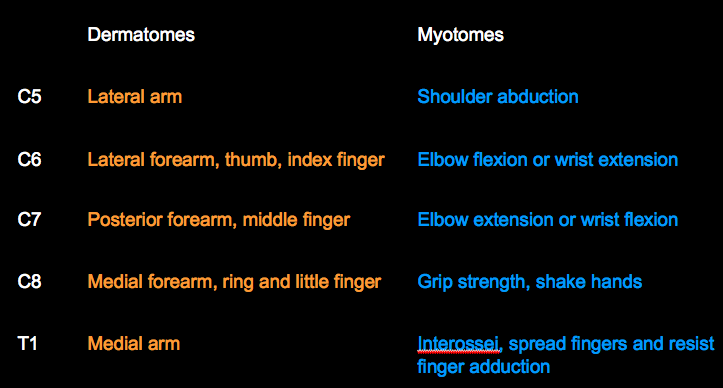 Dermatomes Myotomes
C5 Lateral arm Shoulder abduction
C6 Lateral forearm, thumb, index finger Elbow flexion or wrist extension
C7 Posterior forearm, middle finger Elbow extension or wrist flexion
C8 Medial forearm, ring and little finger Grip strength, shake hands
T1 Medial arm Interossei, spread fingers and resist
finger adduction